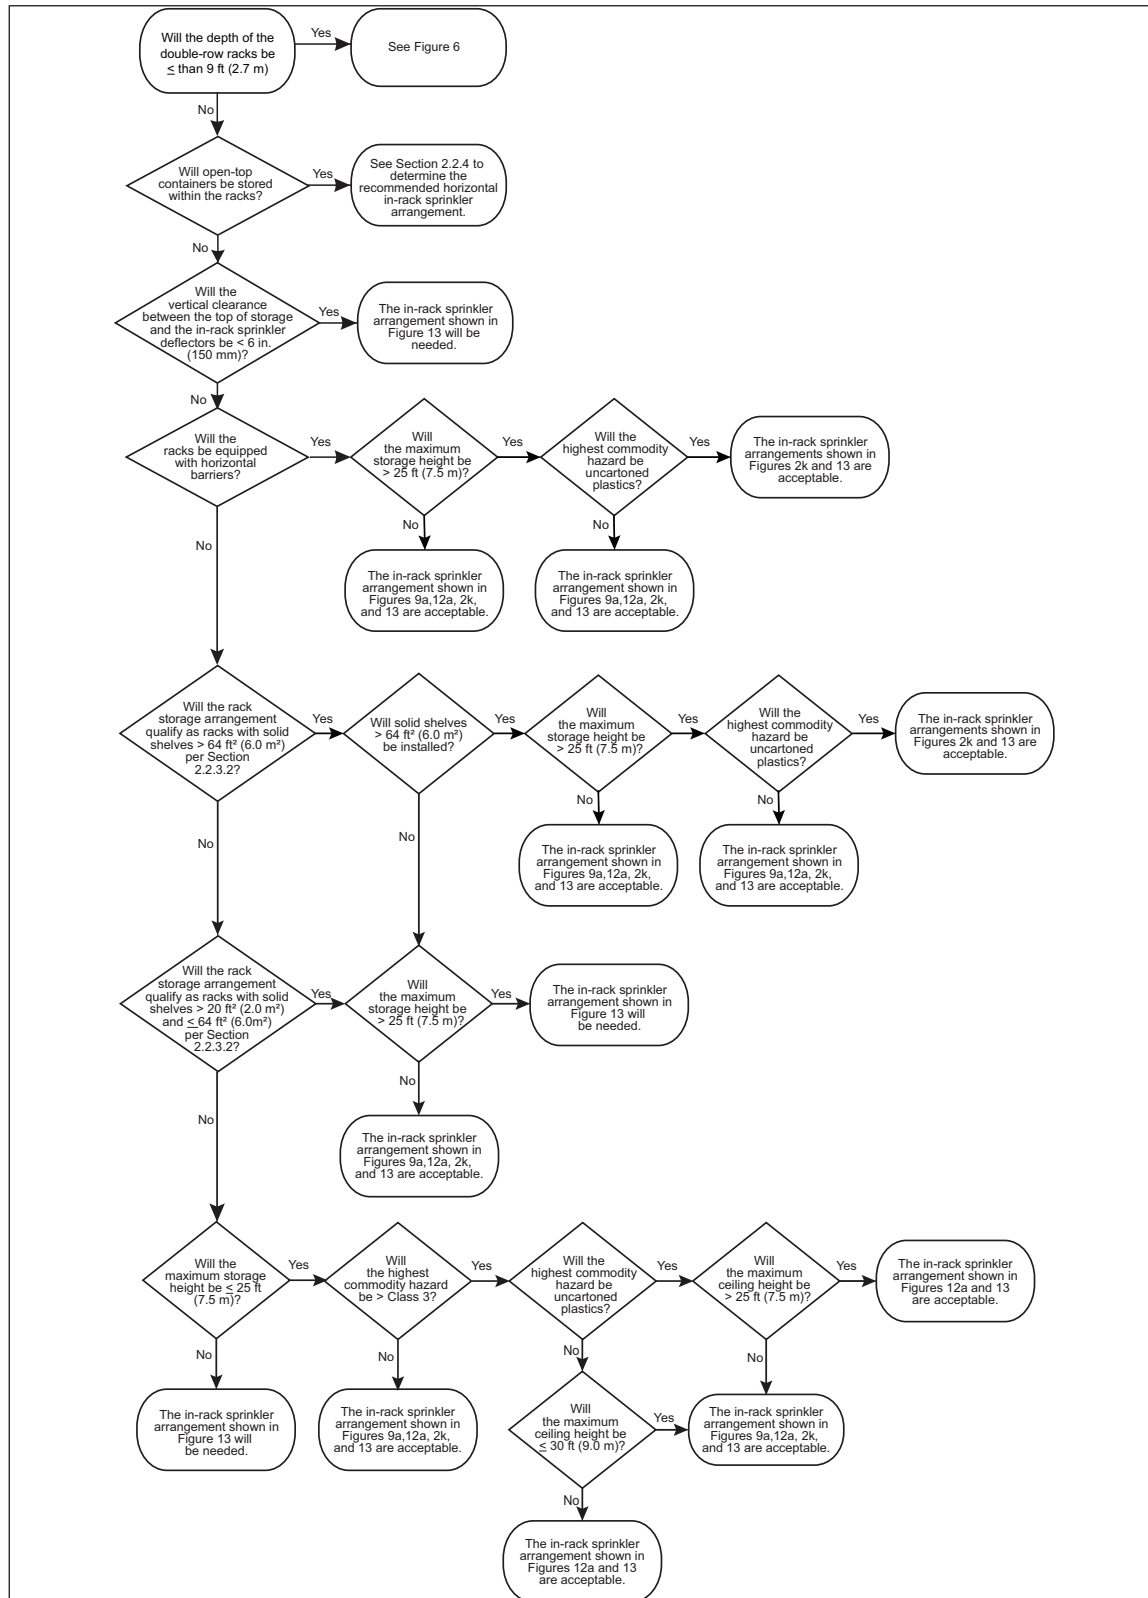 Will the depth of the
double-row racks be
≤ than 9 ft (2.7 m)
Yes
See Figure 6
No
Will open-top
containers be stored
within the racks?
Yes
See Section 2.2.4 to
determine the
recommended horizontal
in-rack sprinkler
arrangement.
No
Will the
vertical clearance
between the top of storage
and the in-rack sprinkler
deflectors be < 6 in.
(150 mm)?
Yes
The in-rack sprinkler
arrangement shown in
Figure 13 will be
needed.
No
Will the
racks be equipped
with horizontal
barriers?
Yes
Will
the maximum
storage height be
> 25 ft (7.5 m)?
Yes
Will the
highest commodity
hazard be
uncartoned
plastics?
Yes
The in-rack sprinkler
arrangements shown in
Figures 2k and 13 are
acceptable.
No
No
No
The in-rack sprinkler
arrangement shown in
Figures 9a,12a, 2k,
and 13 are acceptable.
The in-rack sprinkler
arrangement shown in
Figures 9a,12a, 2k,
and 13 are acceptable.
Will the rack
storage arrangement
qualify as racks with solid
shelves > 64 ft² (6.0 m²)
per Section
2.2.3.2?
Yes
Will solid shelves
> 64 ft² (6.0 m²)
be installed?
Yes
Will
the maximum
storage height be
> 25 ft (7.5 m)?
Yes
Will the
highest commodity
hazard be
uncartoned
plastics?
Yes
The in-rack sprinkler
arrangements shown in
Figures 2k and 13 are
acceptable.
No
No
No
No
The in-rack sprinkler
arrangement shown in
Figures 9a,12a, 2k,
and 13 are acceptable.
The in-rack sprinkler
arrangement shown in
Figures 9a,12a, 2k,
and 13 are acceptable.
Will the rack
storage arrangement
qualify as racks with solid
shelves > 20 ft² (2.0 m²)
and ≤ 64 ft² (6.0m²)
per Section
2.2.3.2?
Yes
Will
the maximum
storage height be
> 25 ft (7.5 m)?
Yes
The in-rack sprinkler
arrangement shown in
Figure 13 will
be needed.
No
No
The in-rack sprinkler
arrangement shown in
Figures 9a,12a, 2k,
and 13 are acceptable.
Will the
maximum storage
height be ≤ 25 ft
(7.5 m)?
Yes
Will
the highest
commodity hazard
be > Class 3?
Yes
Will the
highest commodity
hazard be
uncartoned
plastics?
Yes
Will
the maximum
ceiling height be
> 25 ft (7.5 m)?
Yes
The in-rack sprinkler
arrangement shown in
Figures 12a and 13
are acceptable.
No
No
No
No
The in-rack sprinkler
arrangement shown in
Figure 13 will
be needed.
The in-rack sprinkler
arrangement shown in
Figures 9a,12a, 2k,
and 13 are acceptable.
Will
the maximum
ceiling height be
≤ 30 ft (9.0 m)?
Yes
The in-rack sprinkler
arrangement shown in
Figures 9a,12a, 2k,
and 13 are acceptable.
No
The in-rack sprinkler
arrangement shown in
Figures 12a and 13
are acceptable.